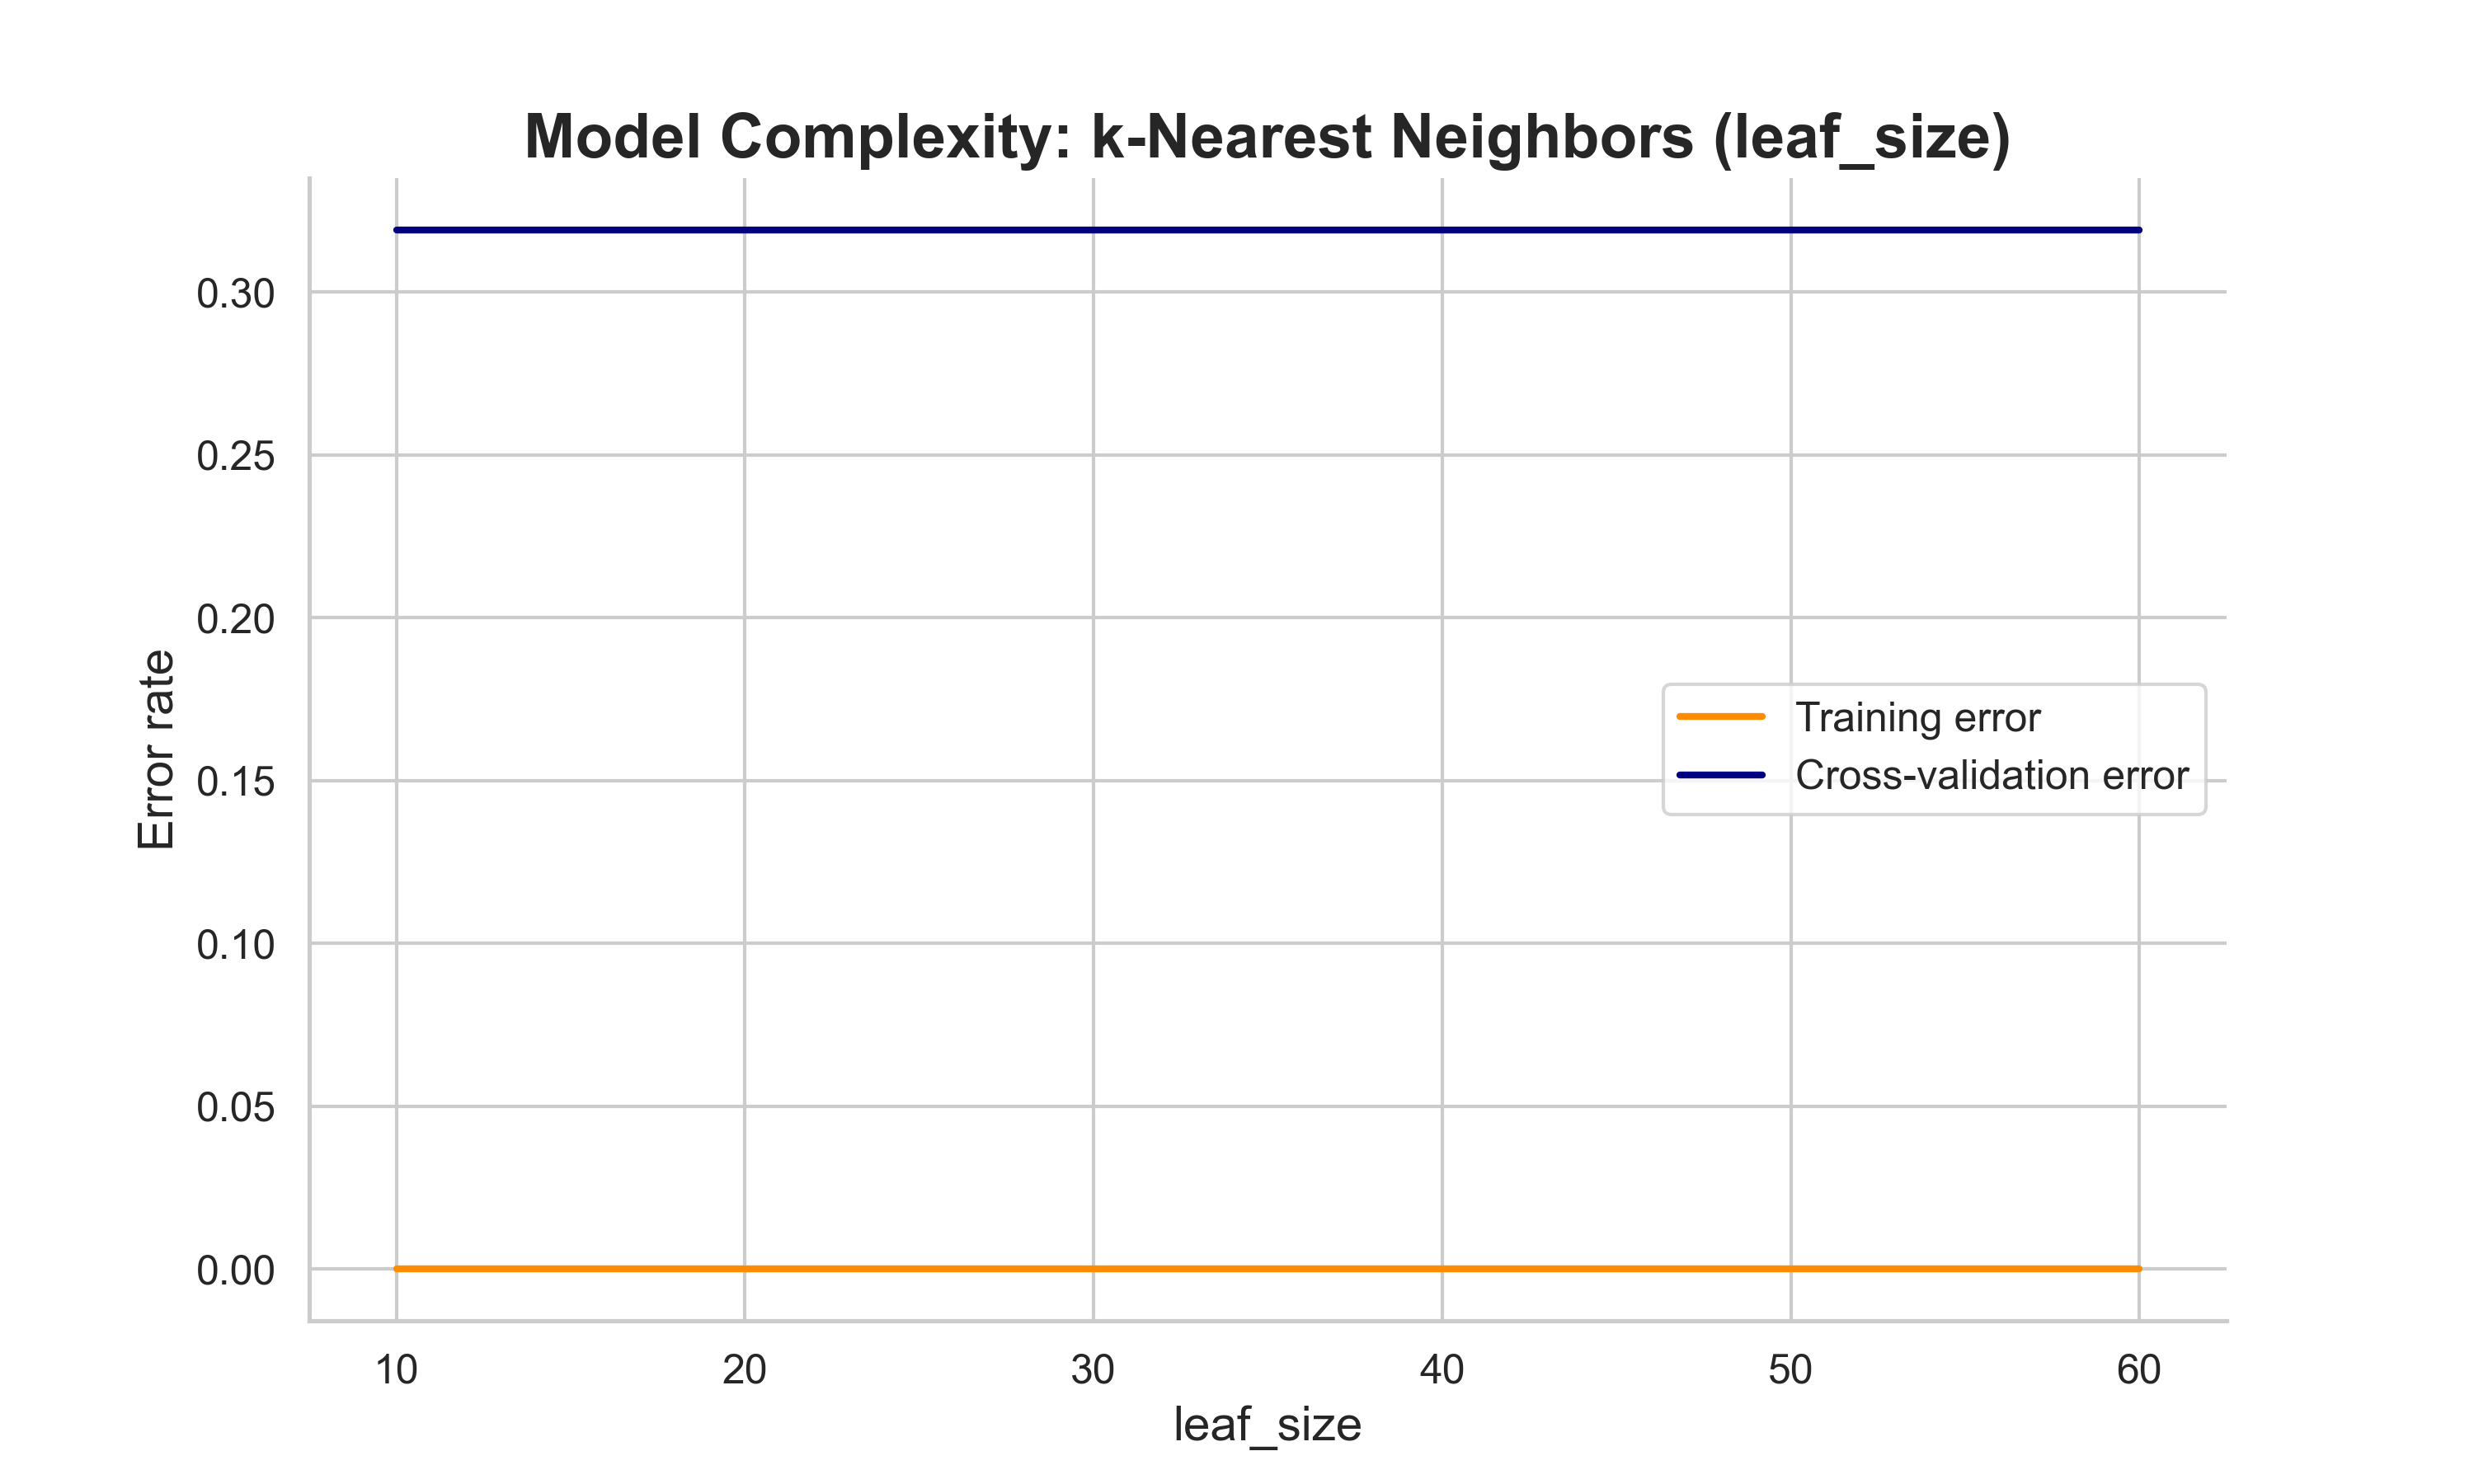 Model Complexity: k-Nearest Neighbors (leaf_size)
Error rate
0.30
0.25
0.20
0.15
0.10
0.05
0.00
Training error
Cross-validation error
10 20 30 40 50 60
leaf_size